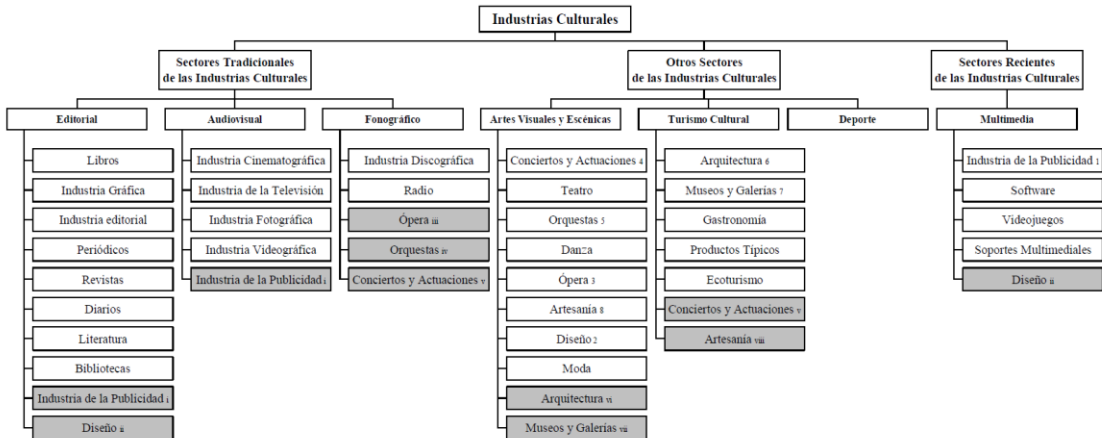 Industrias Culturales
Sectores Tradicionales
de las Industrias Culturales
Otros Sectores
de las Industrias Culturales
Sectores Recientes
de las Industrias Culturales
Editorial
Audiovisual
Fonográfico
Artes Visuales y Escénicas
Turismo Cultural
Deporte
Multimedia
Libros
Industria Gráfica
Industria editorial
Periódicos
Revistas
Diarios
Literatura
Bibliotecas
Industria de la Publicidad i
Diseño ii
Industria Cinematográfica
Industria de la Televisión
Industria Fotográfica
Industria Videográfica
Industria de la Publicidad i
Industria Discográfica
Radio
Ópera iii
Orquestas iv
Conciertos y Actuaciones v
Conciertos y Actuaciones 4
Teatro
Orquestas 5
Danza
Ópera 3
Artesanía 8
Diseño 2
Moda
Arquitectura vi
Museos y Galerías vii
Arquitectura 6
Museos y Galerías 7
Gastronomía
Productos Típicos
Ecoturismo
Conciertos y Actuaciones v
Artesanía viii
Industria de la Publicidad 1
Software
Videojuegos
Soportes Multimediales
Diseño ii